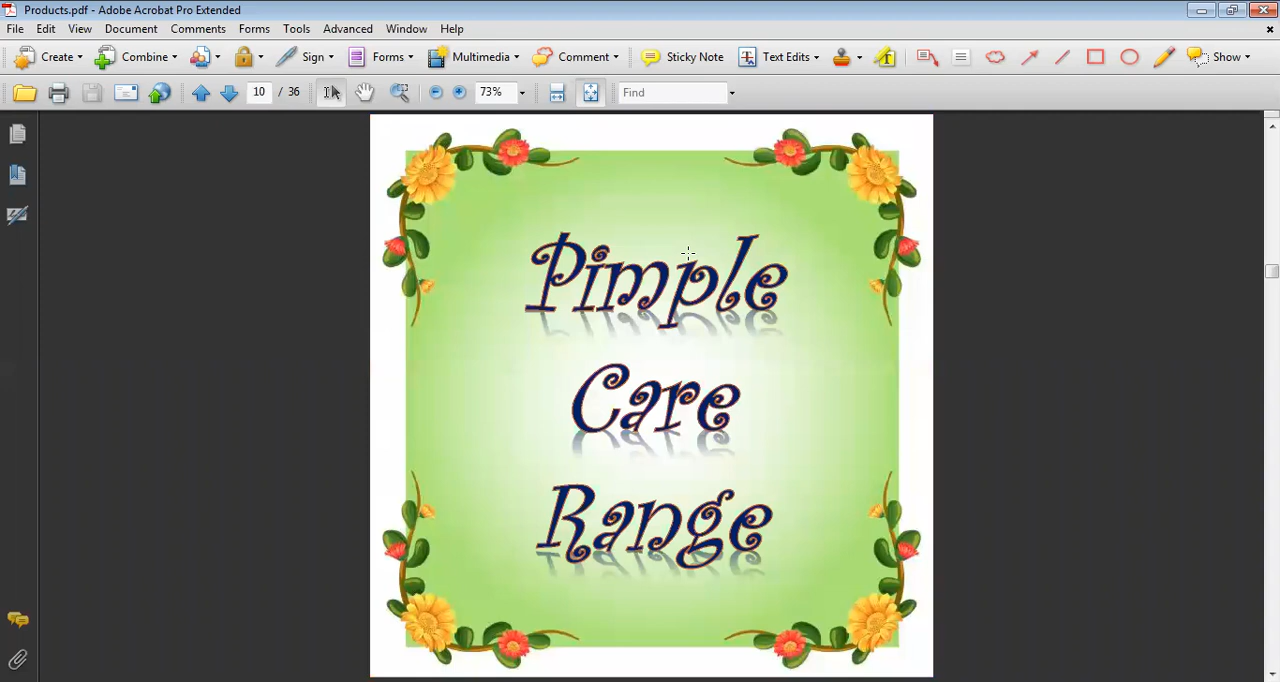 Products.pdf - Adobe Acrobat Pro Extended
File Edit View Document Comments Forms Tools Advanced Window Help
Create Combine Sign Forms Multimedia Comment Sticky Note Text Edits Show
10 / 36 73% Find
Pimple
Care
Range